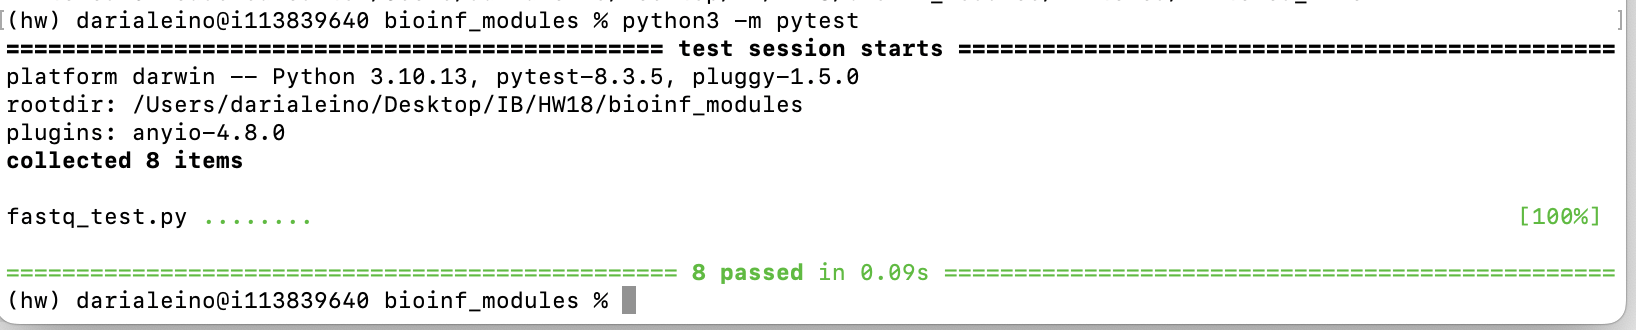 [(hw) darialeino@i113839640 bioinf_modules % python3 -m pytest ]
=============================================== test session starts ===============================================
platform darwin -- Python 3.10.13, pytest-8.3.5, pluggy-1.5.0
rootdir: /Users/darialeino/Desktop/IB/HW18/bioinf_modules
plugins: anyio-4.8.0
collected 8 items
fastq_test.py ........ [100%]
================================================ 8 passed in 0.09s ================================================
(hw) darialeino@i113839640 bioinf_modules %